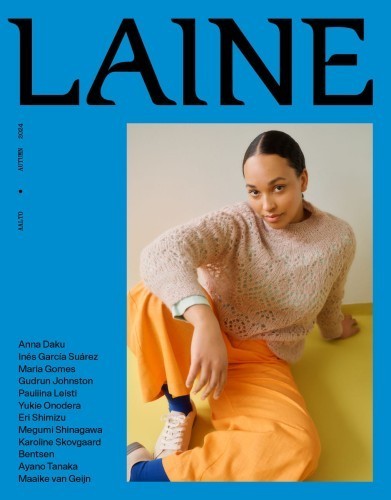 LAINE
AALTO • AUTUMN 2024
Anna Daku
Inés García Suárez
Maria Gomes
Gudrun Johnston
Pauliina Leisti
Yukie Onodera
Eri Shimizu
Megumi Shinagawa
Karoline Skovgaard
Bentsen
Ayano Tanaka
Maaike van Geijn